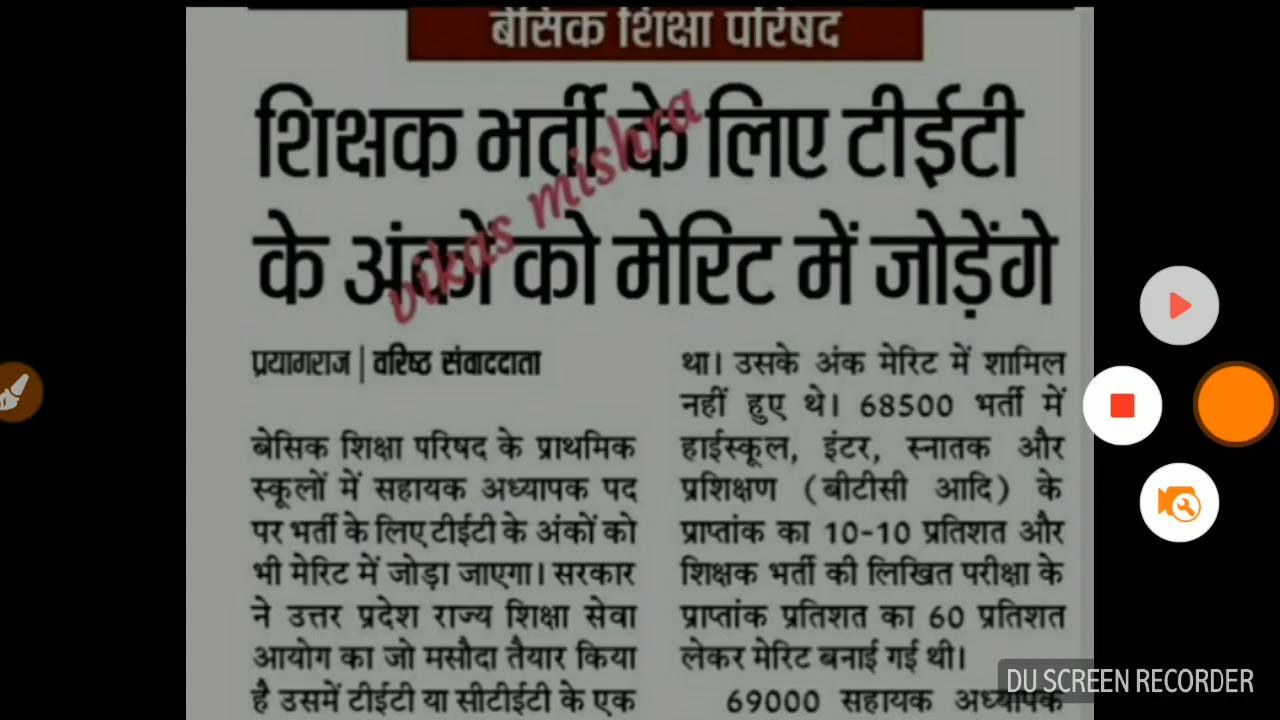 बेसिक शिक्षा परिषद
शिक्षक भर्ती के लिए टीईटी
के अंकों को मेरिट में जोड़ेंगे
vikas mishra
प्रयागराज | वरिष्ठ संवाददाता
बेसिक शिक्षा परिषद के प्राथमिक
स्कूलों में सहायक अध्यापक पद
पर भर्ती के लिए टीईटी के अंकों को
भी मेरिट में जोड़ा जाएगा। सरकार
ने उत्तर प्रदेश राज्य शिक्षा सेवा
आयोग का जो मसौदा तैयार किया
है उसमें टीईटी या सीटीईटी के एक
था। उसके अंक मेरिट में शामिल
नहीं हुए थे। 68500 भर्ती में
हाईस्कूल, इंटर, स्नातक और
प्रशिक्षण (बीटीसी आदि) के
प्राप्तांक का 10-10 प्रतिशत और
शिक्षक भर्ती की लिखित परीक्षा के
प्राप्तांक प्रतिशत का 60 प्रतिशत
लेकर मेरिट बनाई गई थी।
69000 सहायक अध्यापक
DU SCREEN RECORDER